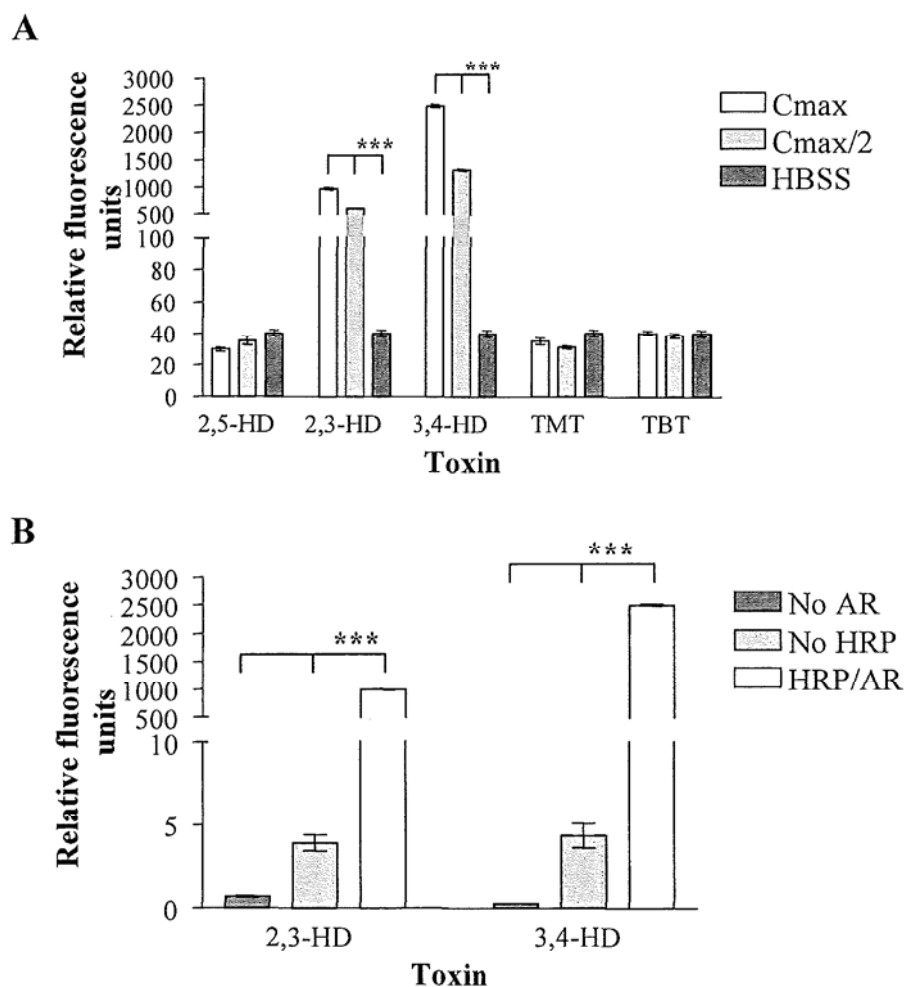 A
Relative fluorescence
units
3000
2500
2000
1500
1000
500
100
80
60
40
20
0
***
***
Cmax
Cmax/2
HBSS
2,5-HD
2,3-HD
3,4-HD
TMT
TBT
Toxin
B
Relative fluorescence
units
3000
2500
2000
1500
1000
500
10
5
0
***
***
No AR
No HRP
HRP/AR
2,3-HD
3,4-HD
Toxin